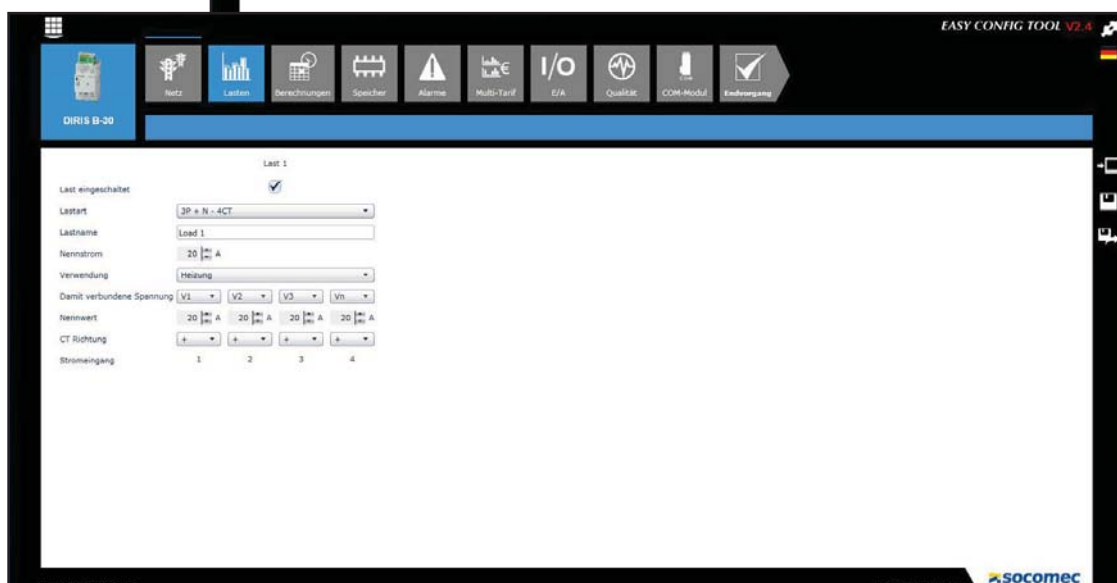 EASY CONFIG TOOL V2.4
Netz
Lasten
Berechnungen
Speicher
Alarme
Multi-Tarif
I/O
E/A
Qualität
COM-Modul
Endvorgang
DIRIS B-30
Last 1
Last eingeschaltet
Lastart 3P + N - 4CT
Lastname Load 1
Nennstrom 20 A
Verwendung Heizung
Damit verbundene Spannung V1 V2 V3 Vn
Nennwert 20 A 20 A 20 A 20 A
CT Richtung + + + +
Stromeingang 1 2 3 4
socomec